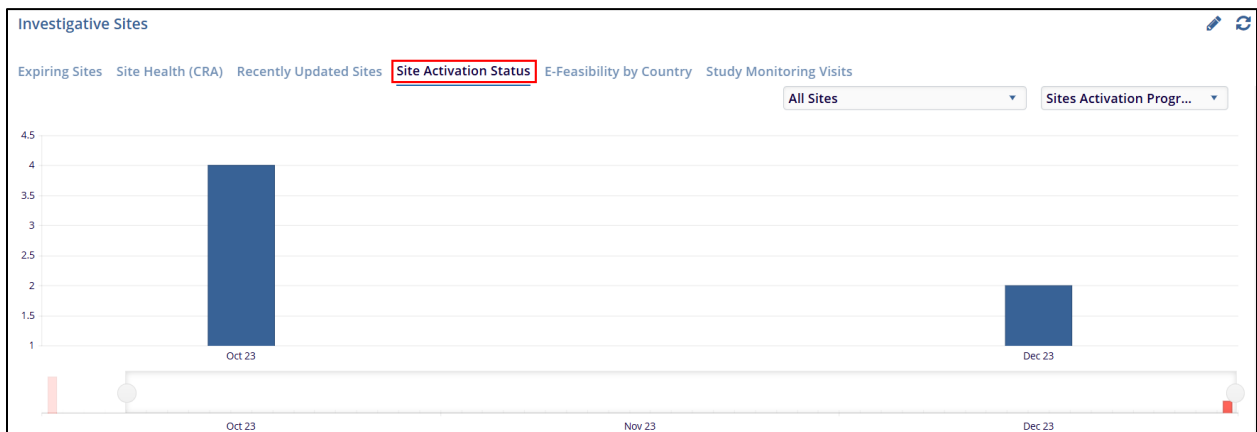 Investigative Sites
Expiring Sites Site Health (CRA) Recently Updated Sites Site Activation Status E-Feasibility by Country Study Monitoring Visits
All Sites Sites Activation Progr...
4.5
4
3.5
3
2.5
2
1.5
1
Oct 23 Dec 23
Oct 23 Nov 23 Dec 23